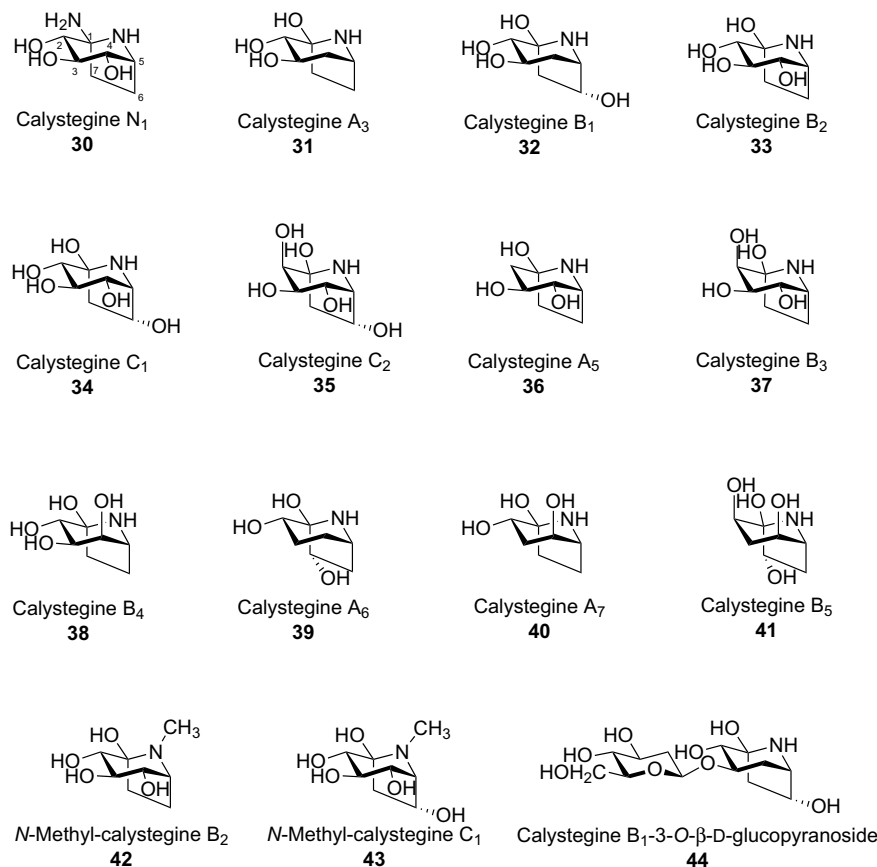 H₂N
1 NH
HO 2 4
HO 3 OH 5
7
6
Calystegine N₁
30
HO
NH
HO
HO
Calystegine A₃
31
HO
NH
HO
HO
OH
Calystegine B₁
32
HO
NH
HO
HO
OH
Calystegine B₂
33
HO
NH
HO
HO
OH
OH
Calystegine C₁
34
OH
HO
NH
HO
OH
OH
Calystegine C₂
35
HO
NH
HO
OH
Calystegine A₅
36
OH
HO
NH
HO
OH
Calystegine B₃
37
HO OH
HO
NH
HO
Calystegine B₄
38
HO
HO
NH
OH
Calystegine A₆
39
HO OH
HO
NH
Calystegine A₇
40
OH
HO OH
NH
OH
Calystegine B₅
41
CH₃
HO
N
HO
HO
OH
N-Methyl-calystegine B₂
42
CH₃
HO
N
HO
HO
OH
OH
N-Methyl-calystegine C₁
43
HO
HO
HO
HO
NH
HOH₂C
O
O
OH
Calystegine B₁-3-O-β-D-glucopyranoside
44